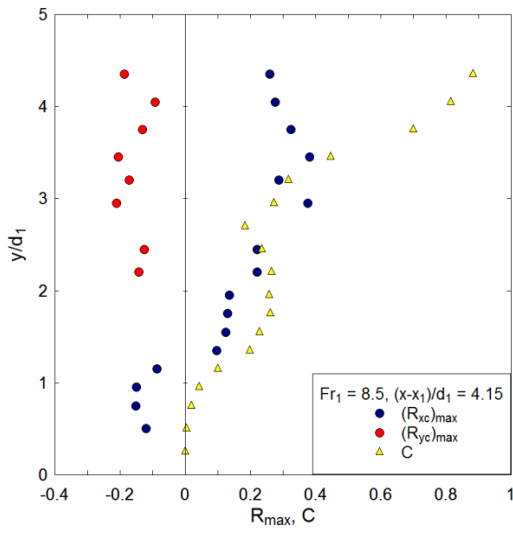 5
4
3
2
1
0
y/d1
-0.4 -0.2 0 0.2 0.4 0.6 0.8 1
Rmax, C
Fr1 = 8.5, (x-x1)/d1 = 4.15
(Rxc)max
(Ryc)max
C